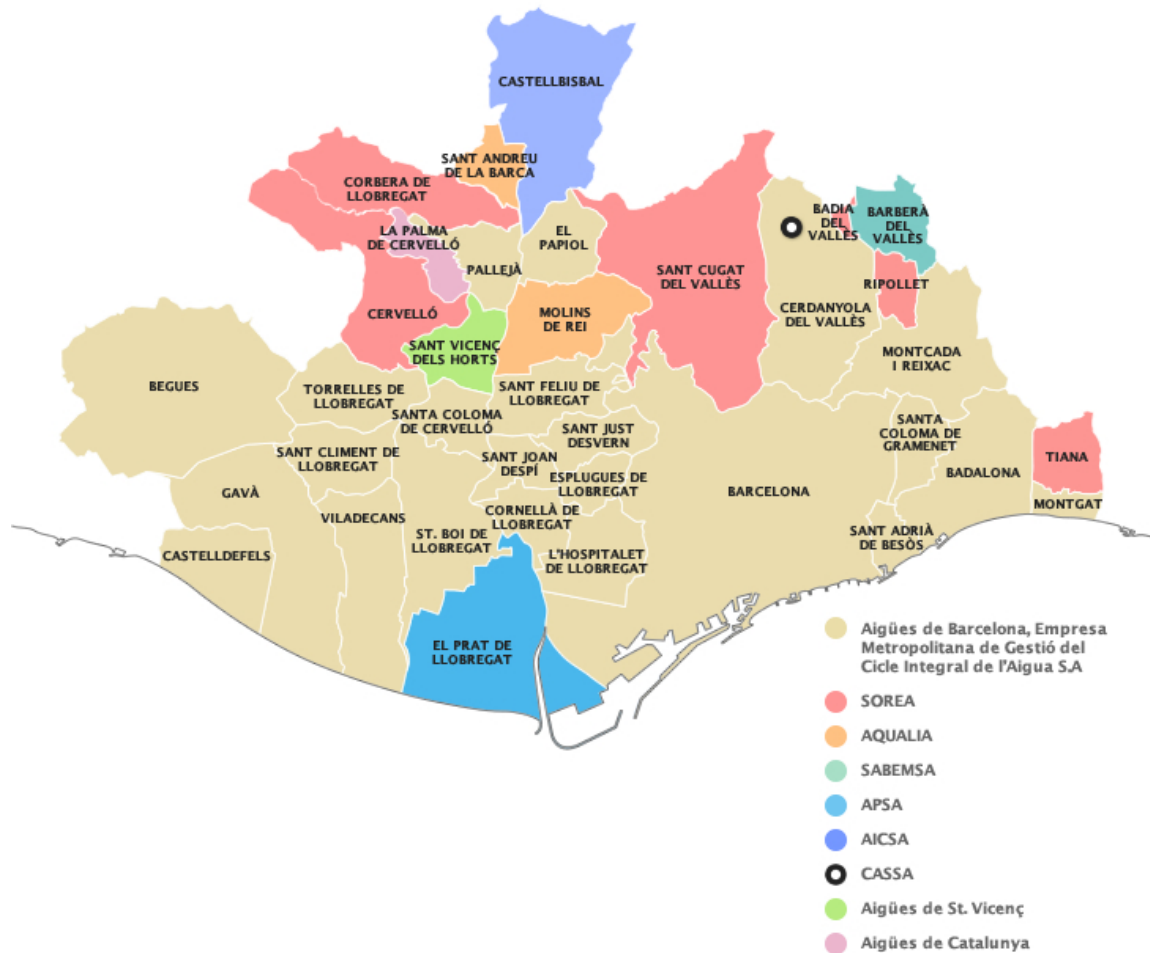 CASTELLBISBAL
SANT ANDREU
DE LA BARCA
CORBERA DE
LLOBREGAT
LA PALMA
DE CERVELLÓ
PALLEJÀ
EL
PAPIOL
BADIA
DEL
VALLÈS
BARBERÀ
DEL
VALLÈS
SANT CUGAT
DEL VALLÈS
RIPOLLET
CERVELLÓ
MOLINS
DE REI
CERDANYOLA
DEL VALLÈS
SANT VICENÇ
DELS HORTS
MONTCADA
I REIXAC
BEGUES
TORRELLES DE
LLOBREGAT
SANT FELIU DE
LLOBREGAT
SANTA COLOMA
DE CERVELLÓ
SANT JUST
DESVERN
SANTA
COLOMA DE
GRAMENET
SANT CLIMENT DE
LLOBREGAT
SANT JOAN
DESPÍ
ESPLUGUES DE
LLOBREGAT
BADALONA
TIANA
GAVÀ
BARCELONA
MONTGAT
VILADECANS
CORNELLÀ DE
LLOBREGAT
ST. BOI DE
LLOBREGAT
SANT ADRIÀ
DE BESÒS
CASTELLDEFELS
L'HOSPITALET
DE LLOBREGAT
EL PRAT DE
LLOBREGAT
Aigües de Barcelona, Empresa
Metropolitana de Gestió del
Cicle Integral de l'Aigua S.A
SOREA
AQUALIA
SABEMSA
APSA
AICSA
CASSA
Aigües de St. Vicenç
Aigües de Catalunya